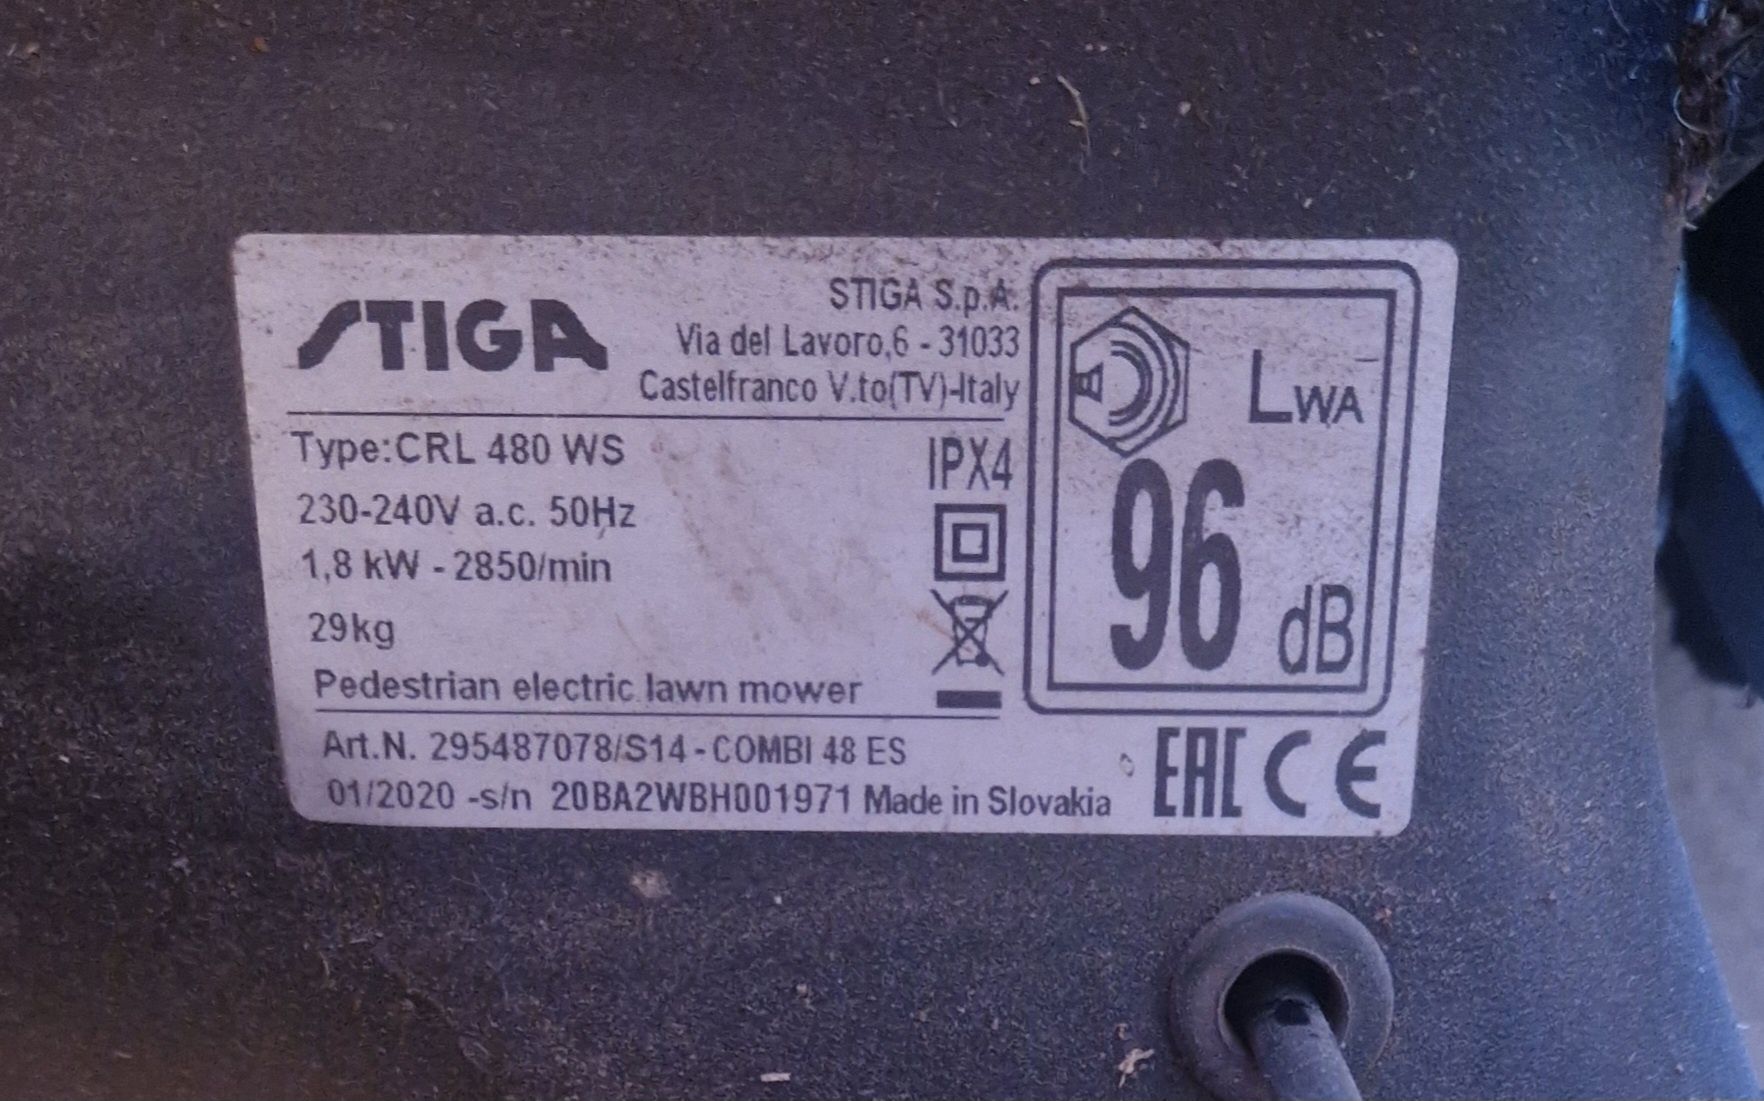 STIGA
STIGA S.p.A.
Via del Lavoro,6 - 31033
Castelfranco V.to(TV)-Italy
Type:CRL 480 WS
230-240V a.c. 50Hz
1,8 kW - 2850/min
29kg
Pedestrian electric lawn mower
IPX4
LWA
96 dB
Art.N. 295487078/S14 - COMBI 48 ES
01/2020 -s/n 20BA2WBH001971 Made in Slovakia
EAC CE